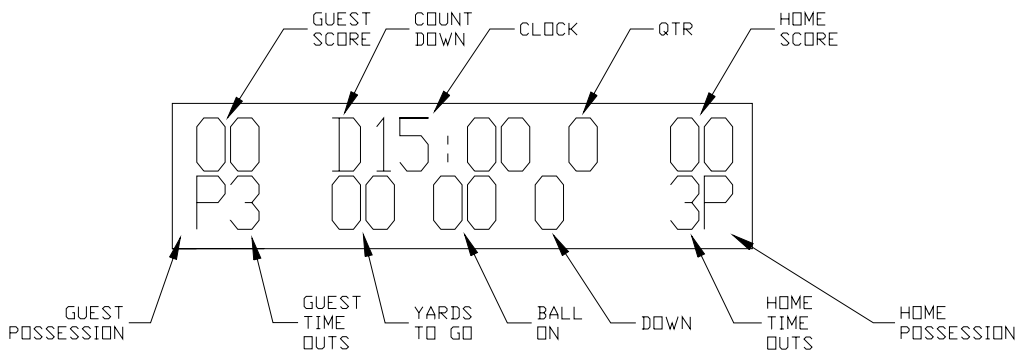 GUEST
SCORE
COUNT
DOWN
CLOCK
QTR
HOME
SCORE
00 D15:00 0 00
P3 00 00 0 3P
GUEST
POSSESSION
GUEST
TIME
OUTS
YARDS
TO GO
BALL
ON
DOWN
HOME
TIME
OUTS
HOME
POSSESSION